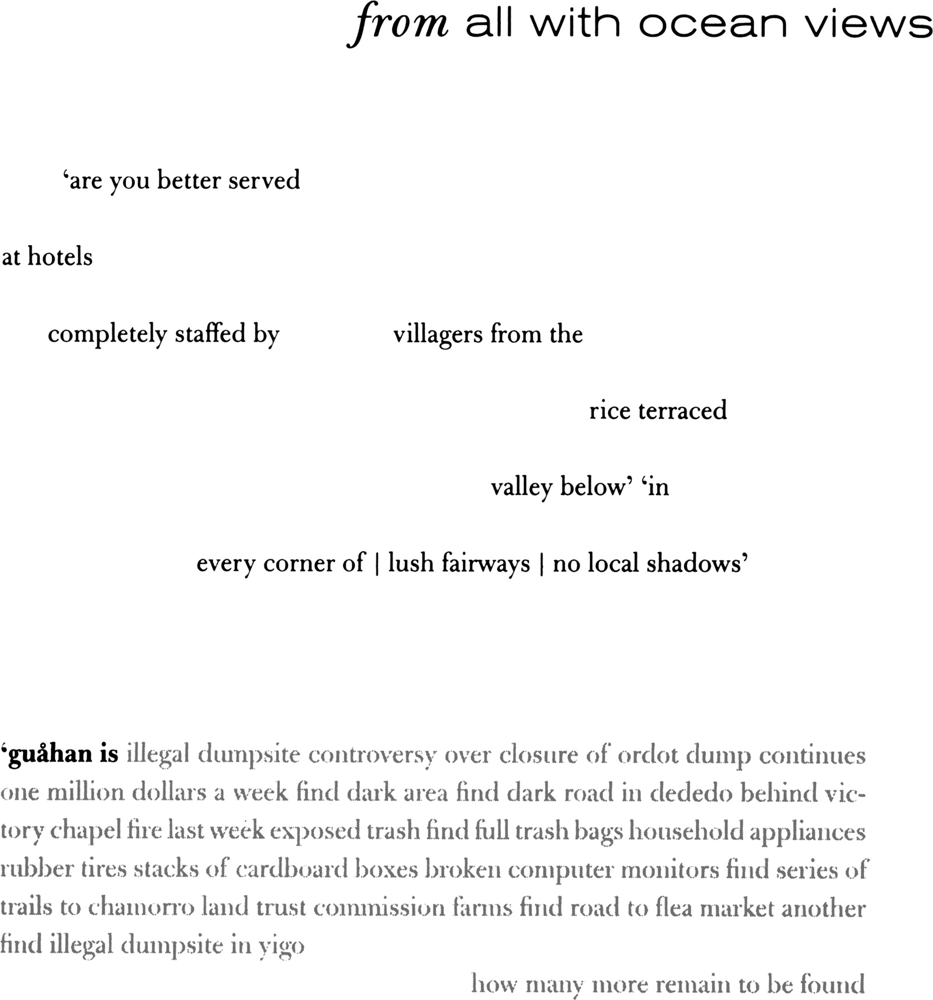 from all with ocean views
‘are you better served
at hotels
completely staffed by villagers from the
rice terraced
valley below’ ‘in
every corner of | lush fairways | no local shadows’
‘guåhan is illegal dumpsite controversy over closure of ordot dump continues
one million dollars a week find dark area find dark road in dededo behind vic-
tory chapel fire last week exposed trash find full trash bags household appliances
rubber tires stacks of cardboard boxes broken computer monitors find series of
trails to chamorro land trust commission farms find road to flea market another
find illegal dumpsite in yigo
how many more remain to be found